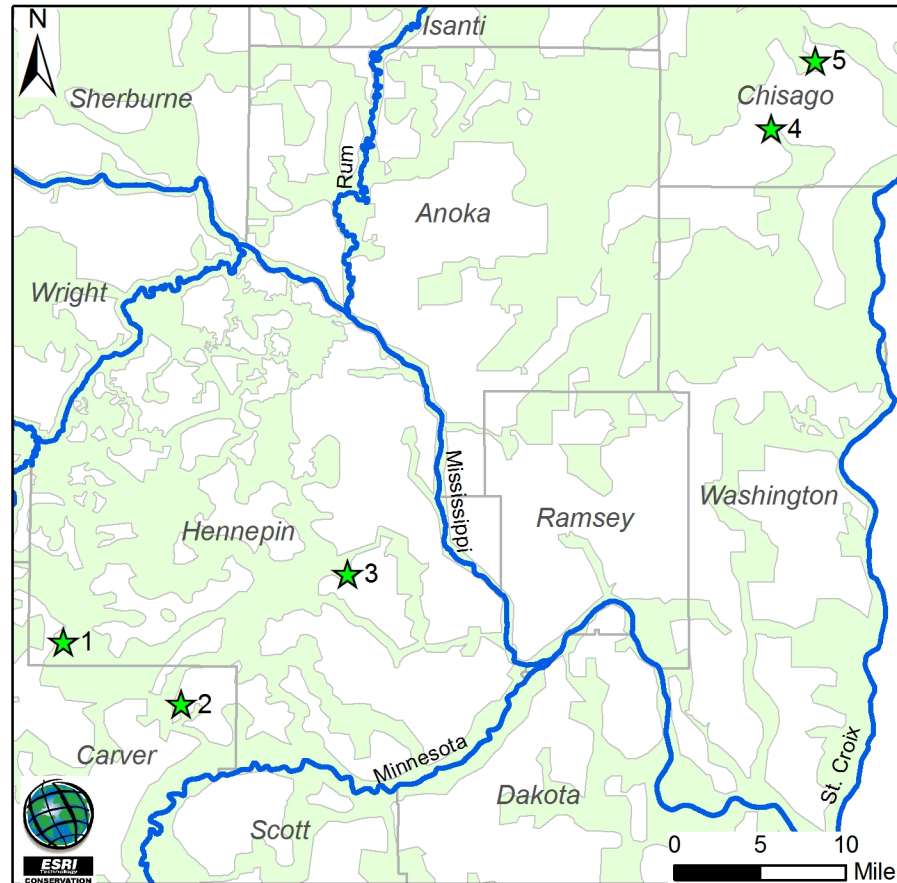 N
Isanti
5
Sherburne
Chisago
4
Rum
Anoka
Wright
Mississippi
Washington
Hennepin
Ramsey
3
1
2
Carver
Minnesota
St. Croix
Dakota
Scott
ESRI
Technology
CONSERVATION
0 5 10
Mile